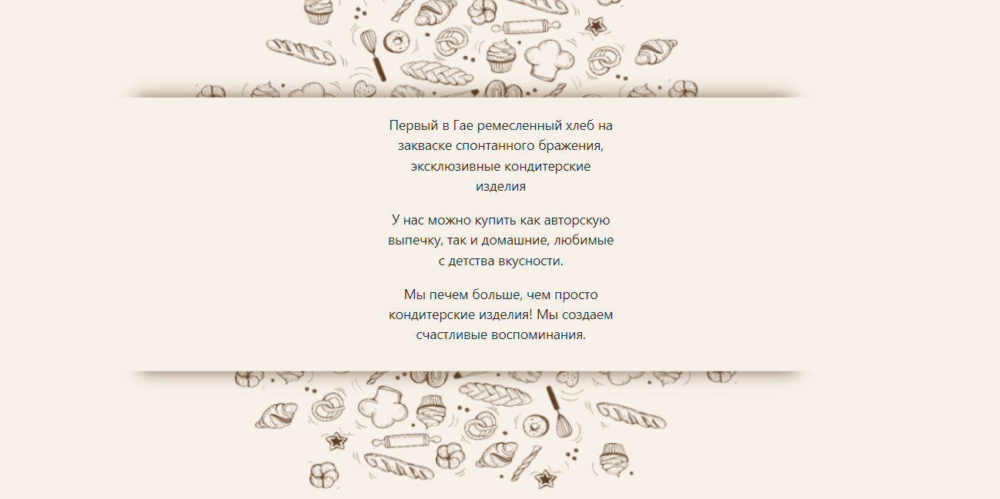 Первый в Гае ремесленный хлеб на
закваске спонтанного бражения,
эксклюзивные кондитерские
изделия
У нас можно купить как авторскую
выпечку, так и домашние, любимые
с детства вкусности.
Мы печем больше, чем просто
кондитерские изделия! Мы создаем
счастливые воспоминания.